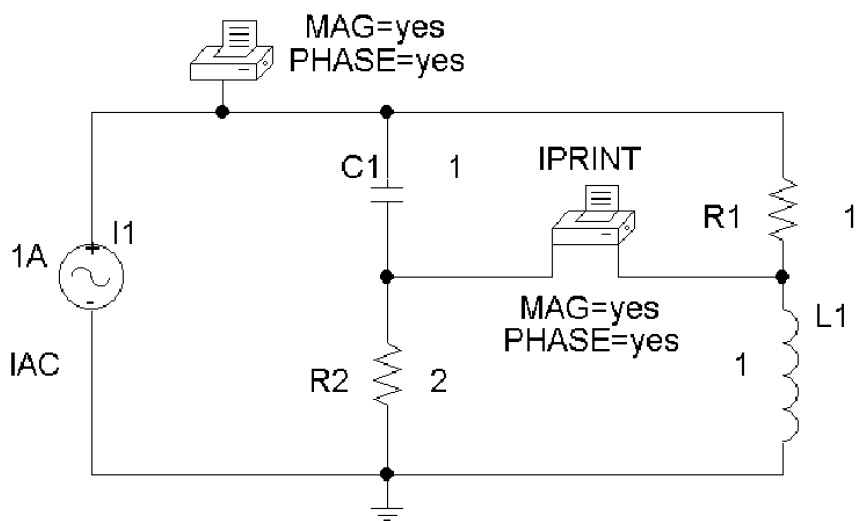 MAG=yes
PHASE=yes
C1
1
IPRINT
R1
1
1A
I1
MAG=yes
PHASE=yes
L1
IAC
R2
2
1